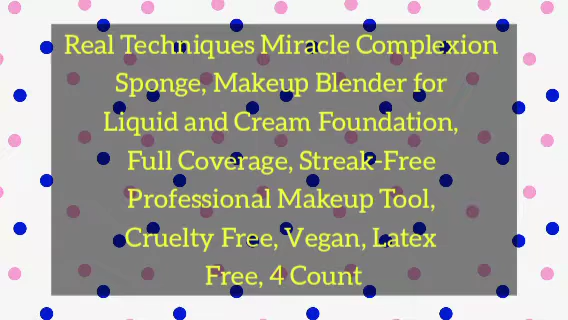 Real Techniques Miracle Complexion
Sponge, Makeup Blender for
Liquid and Cream Foundation,
Full Coverage, Streak-Free
Professional Makeup Tool,
Cruelty Free, Vegan, Latex
Free, 4 Count